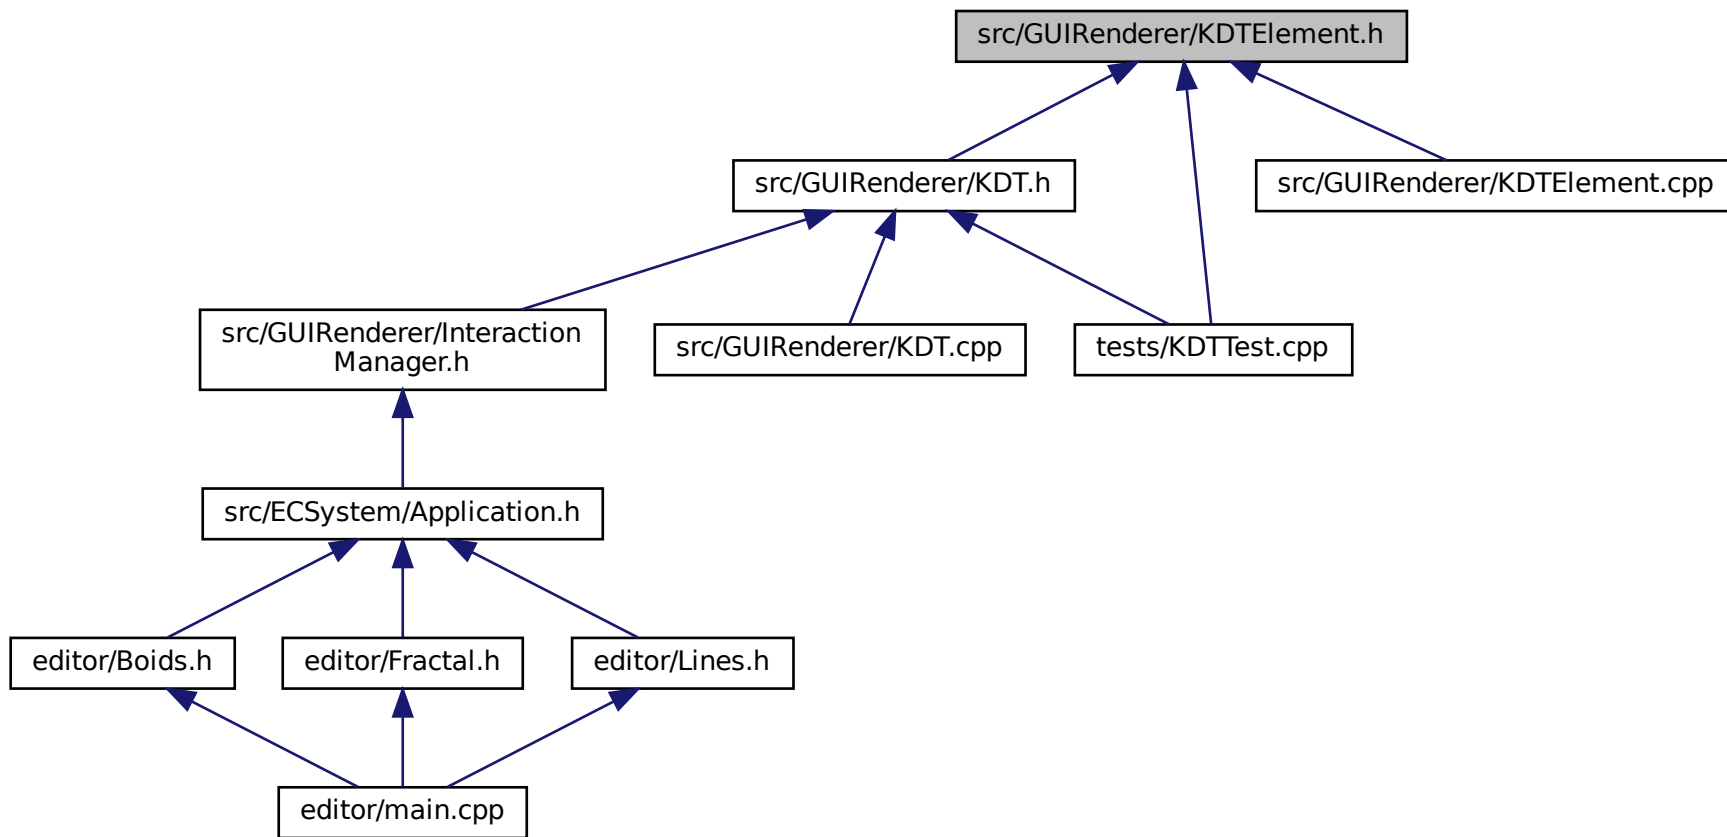 src/GUIRenderer/KDTElement.h
src/GUIRenderer/KDT.h
src/GUIRenderer/KDTElement.cpp
src/GUIRenderer/Interaction
Manager.h
src/GUIRenderer/KDT.cpp
tests/KDTTest.cpp
src/ECSystem/Application.h
editor/Boids.h
editor/Fractal.h
editor/Lines.h
editor/main.cpp